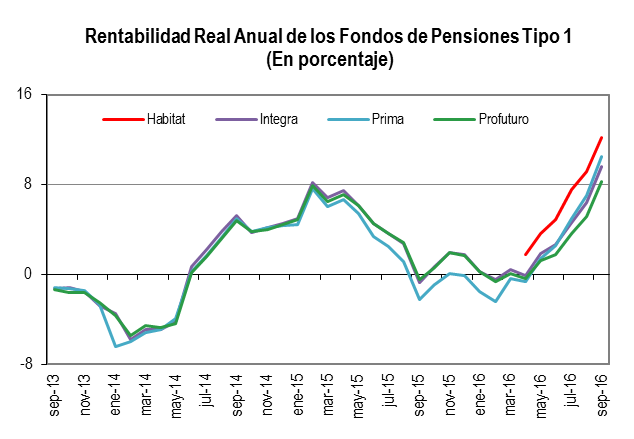 Rentabilidad Real Anual de los Fondos de Pensiones Tipo 1
(En porcentaje)
16
Habitat Integra Prima Profuturo
8
0
-8
sep-13 nov-13 ene-14 mar-14 may-14 jul-14 sep-14 nov-14 ene-15 mar-15 may-15 jul-15 sep-15 nov-15 ene-16 mar-16 may-16 jul-16 sep-16